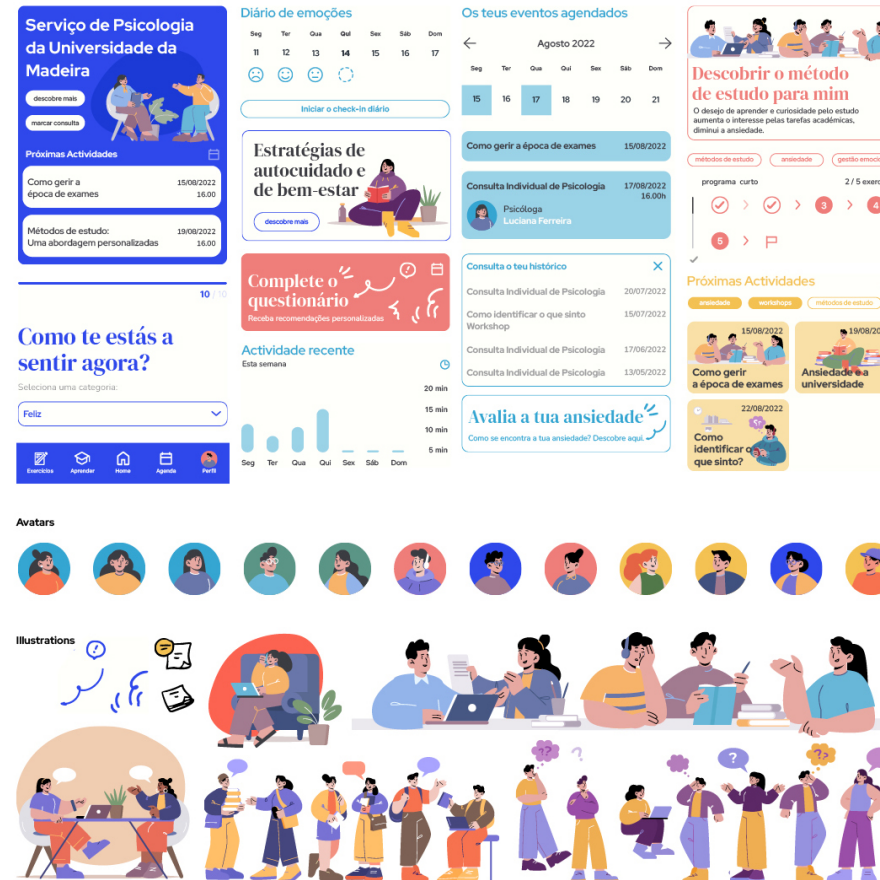 Serviço de Psicologia
da Universidade da
Madeira
descobre mais
marcar consulta
Próximas Actividades
Como gerir a
época de exames
15/08/2022
16.00
Métodos de estudo:
Uma abordagem personalizadas
19/08/2022
16.00
10 / 10
Como te estás a
sentir agora?
Seleciona uma categoria:
Feliz
Exercícios
Aprender
Home
Agenda
Perfil
Diário de emoções
Seg Ter Qua Qui Sex Sáb Dom
11 12 13 14 15 16 17
Iniciar o check-in diário
Estratégias de
autocuidado e
de bem-estar
descobre mais
Complete o
questionário
Receba recomendações personalizadas
Actividade recente
Esta semana
20 min
15 min
10 min
5 min
Seg Ter Qua Qui Sex Sáb Dom
Os teus eventos agendados
Agosto 2022
Seg Ter Qua Qui Sex Sáb Dom
15 16 17 18 19 20 21
Como gerir a época de exames 15/08/2022
Consulta Individual de Psicologia 17/08/2022
16.00h
Psicóloga
Luciana Ferreira
Consulta o teu histórico
Consulta Individual de Psicologia 20/07/2022
Como identificar o que sinto 15/07/2022
Workshop
Consulta Individual de Psicologia 17/06/2022
Consulta Individual de Psicologia 13/05/2022
Avalia a tua ansiedade
Como se encontra a tua ansiedade? Descobre aqui.
Descobrir o método
de estudo para mim
O desejo de aprender e curiosidade pelo estudo
aumenta o interesse pelas tarefas académicas,
diminui a ansiedade.
métodos de estudo
ansiedade
gestão emoci
programa curto
2 / 5 exerc
3
4
5
Próximas Actividades
ansiedade
workshops
métodos de estudo
15/08/2022
Como gerir
a época de exames
19/08/20
Ansiedade e a
universidade
22/08/2022
Como
identificar o
que sinto?
Avatars
Illustrations
!
??
?
?
??